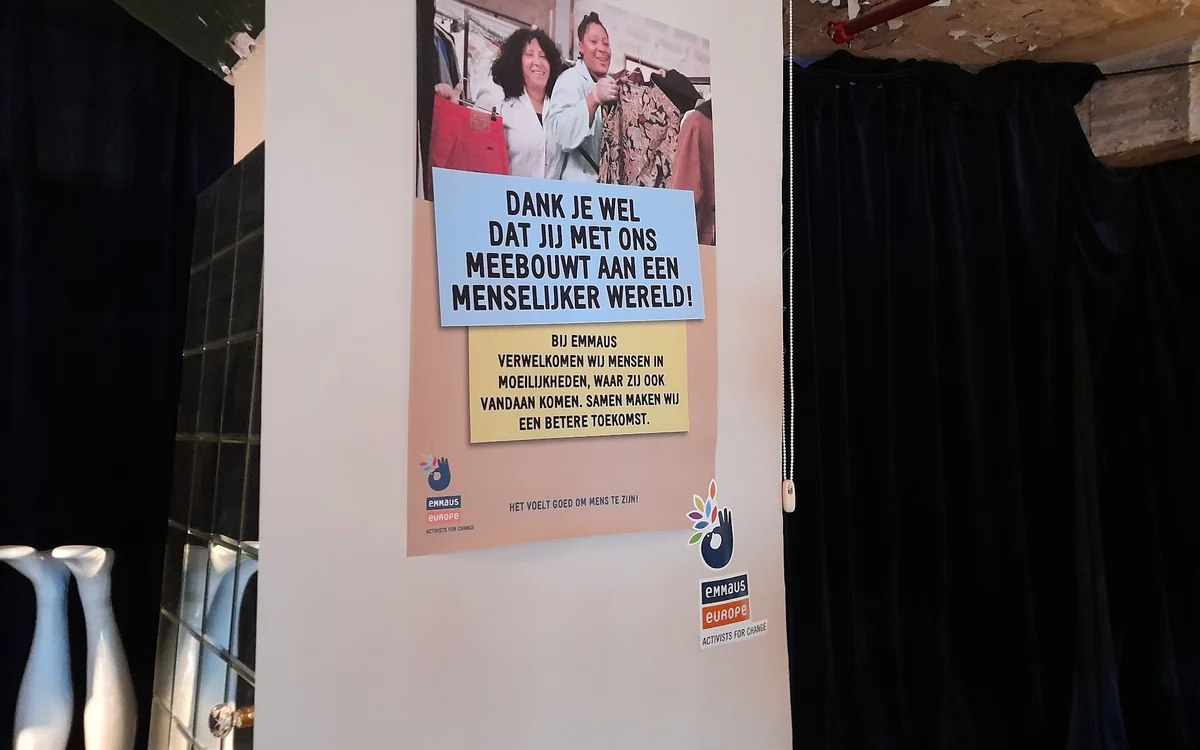 DANK JE WEL
DAT JIJ MET ONS
MEEBOUWT AAN EEN
MENSELIJKER WERELD!
BIJ EMMAUS
VERWELKOMEN WIJ MENSEN IN
MOEILIJKHEDEN, WAAR ZIJ OOK
VANDAAN KOMEN. SAMEN MAKEN WIJ
EEN BETERE TOEKOMST.
HET VOELT GOED OM MENS TE ZIJN!
emmaus
europe
ACTIVISTS FOR CHANGE
emmaus
europe
ACTIVISTS FOR CHANGE